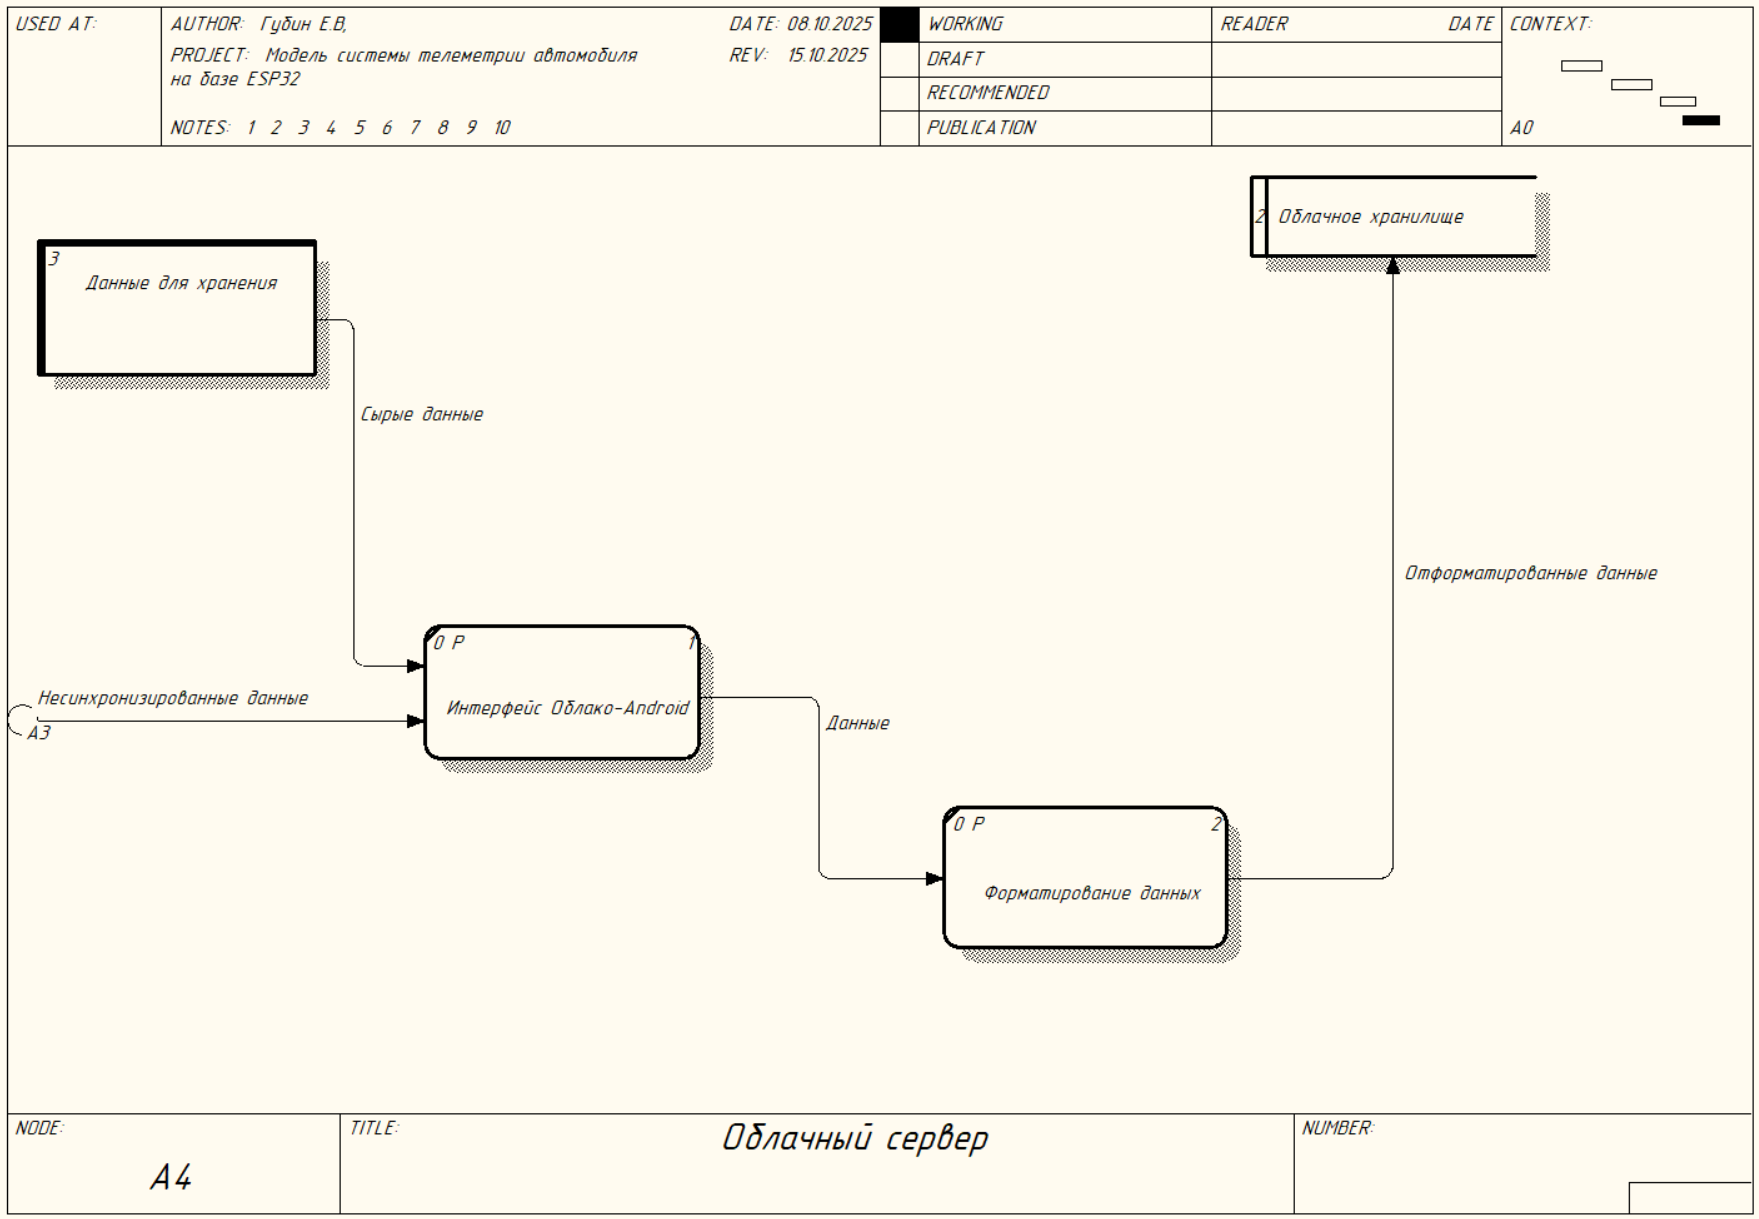 USED AT:
AUTHOR: Губин Е.В,
DATE: 08.10.2025
PROJECT: Модель системы телеметрии автомобиля
на базе ESP32
REV: 15.10.2025
NOTES: 1 2 3 4 5 6 7 8 9 10
WORKING
DRAFT
RECOMMENDED
PUBLICATION
READER DATE
CONTEXT:
A0
2 Облачное хранилище
3
Данные для хранения
Сырые данные
Отформатированные данные
0 Р 1
Интерфейс Облако-Android
Несинхронизированные данные
А3
Данные
0 Р 2
Форматирование данных
NODE:
A4
TITLE:
Облачный сервер
NUMBER: